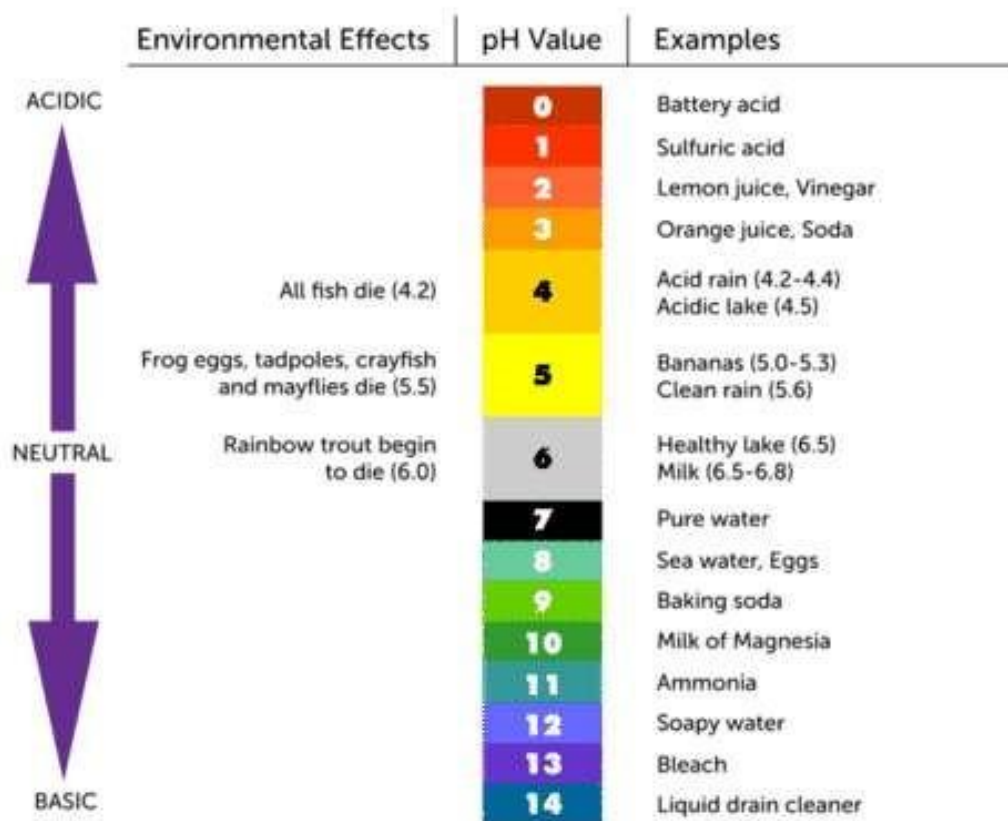 Environmental Effects pH Value Examples
ACIDIC
0 Battery acid
1 Sulfuric acid
2 Lemon juice, Vinegar
3 Orange juice, Soda
All fish die (4.2) 4 Acid rain (4.2-4.4)
Acidic lake (4.5)
Frog eggs, tadpoles, crayfish
and mayflies die (5.5)
5
Bananas (5.0-5.3)
Clean rain (5.6)
NEUTRAL
Rainbow trout begin
to die (6.0)
6
Healthy lake (6.5)
Milk (6.5-6.8)
7 Pure water
8 Sea water, Eggs
9 Baking soda
10 Milk of Magnesia
11 Ammonia
12 Soapy water
13 Bleach
BASIC
14 Liquid drain cleaner